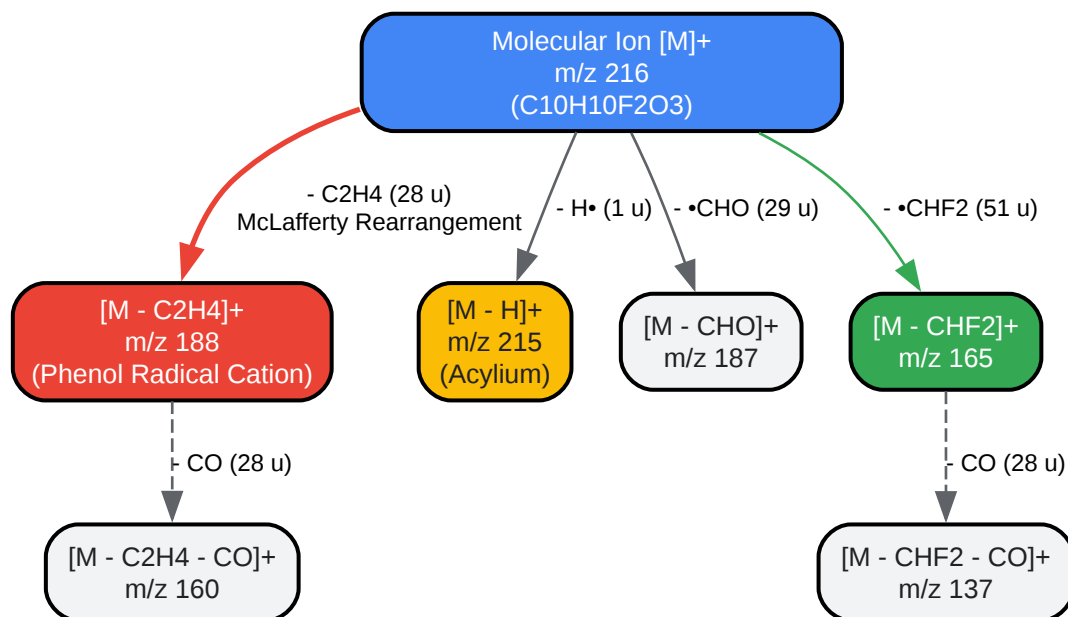 Molecular Ion [M]+
m/z 216
(C10H10F2O3)
- C2H4 (28 u)
McLafferty Rearrangement
- H• (1 u)
- •CHO (29 u)
- •CHF2 (51 u)
[M - C2H4]+
m/z 188
(Phenol Radical Cation)
[M - H]+
m/z 215
(Acylium)
[M - CHO]+
m/z 187
[M - CHF2]+
m/z 165
- CO (28 u)
- CO (28 u)
[M - C2H4 - CO]+
m/z 160
[M - CHF2 - CO]+
m/z 137